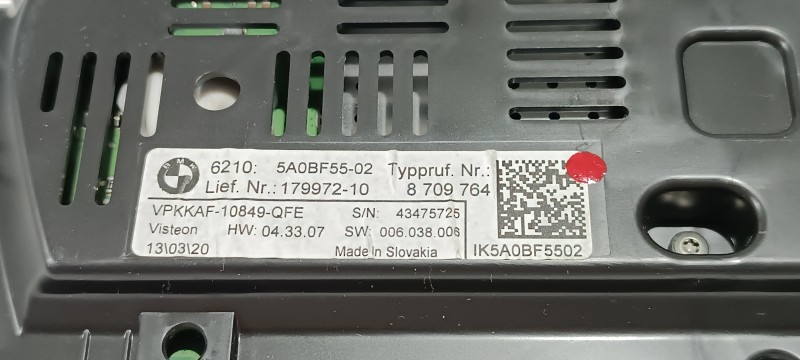 BMW 6210: 5A0BF55-02 Typpruf. Nr.:
Lief. Nr.:179972-10 8 709 764
VPKKAF-10849-QFE S/N: 43475725
Visteon HW: 04.33.07 SW: 006.038.006
13\03\20 Made In Slovakia IK5A0BF5502